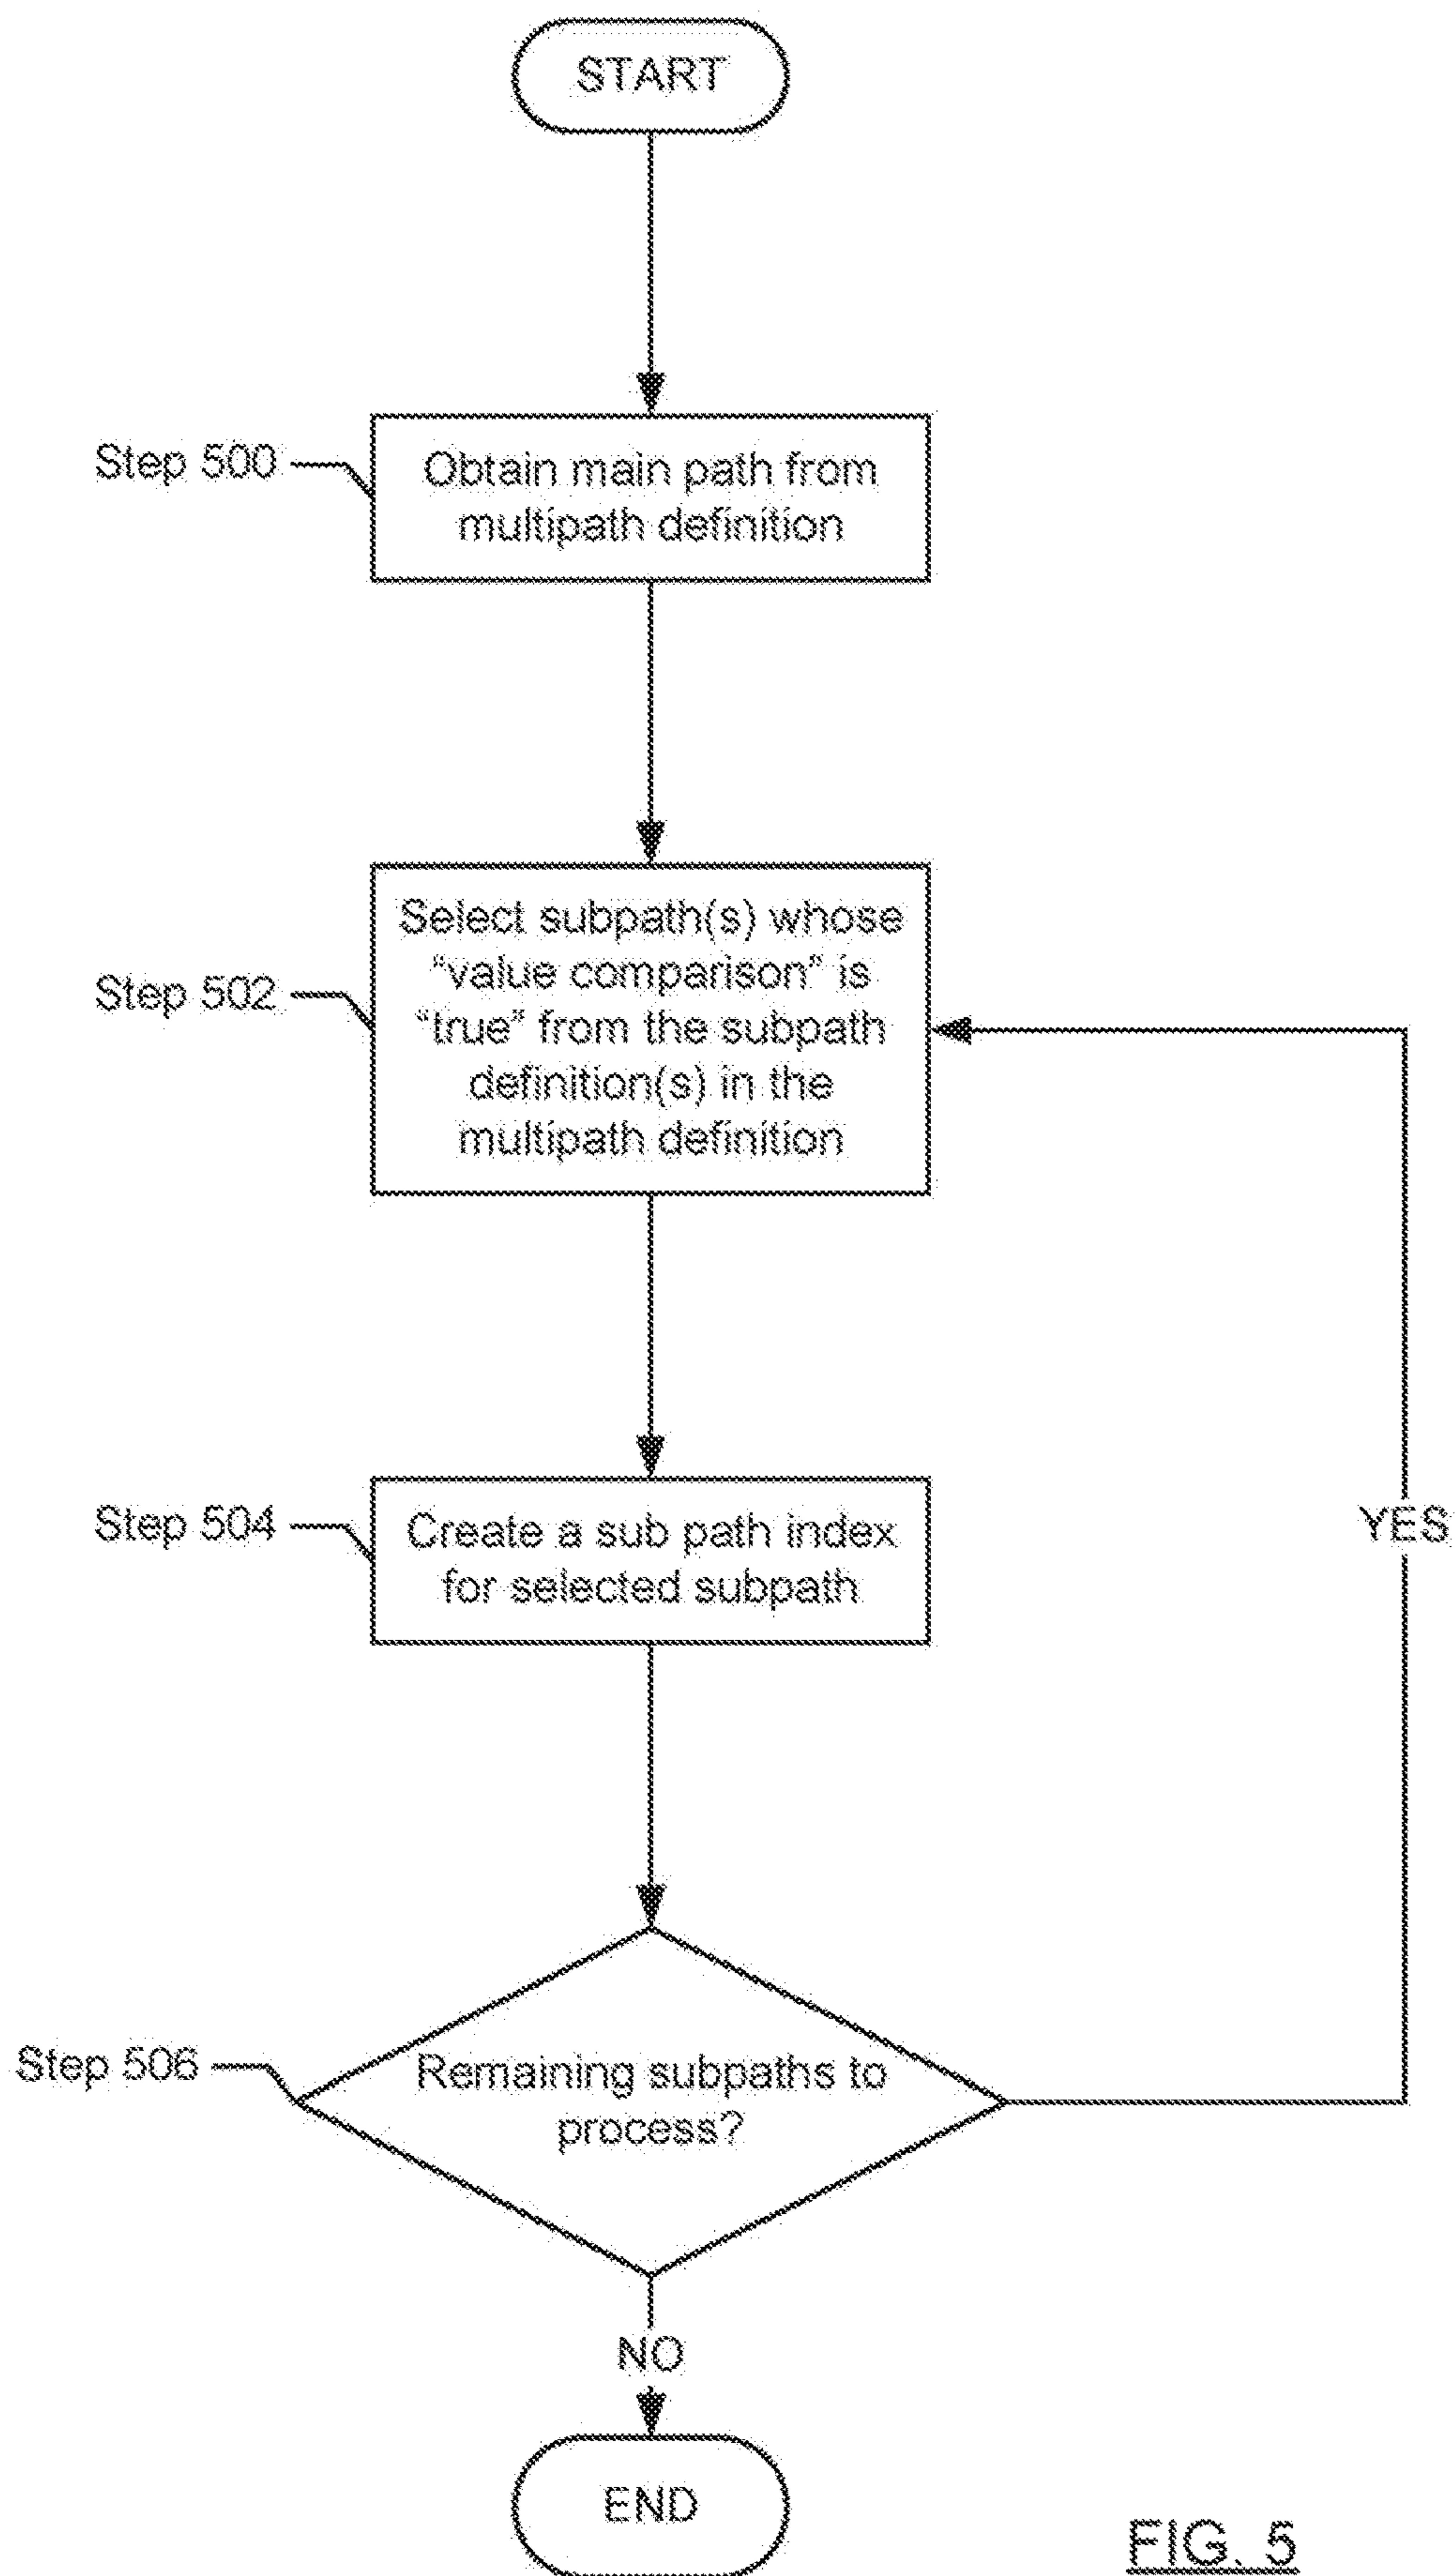 START
Step 500
Obtain main path from
multipath definition
Step 502
Select subpath(s) whose
“value comparison” is
“true” from the subpath
definition(s) in the
multipath definition
Step 504
Create a sub path index
for selected subpath
YES
Step 506
Remaining subpaths to
process?
NO
END
FIG. 5